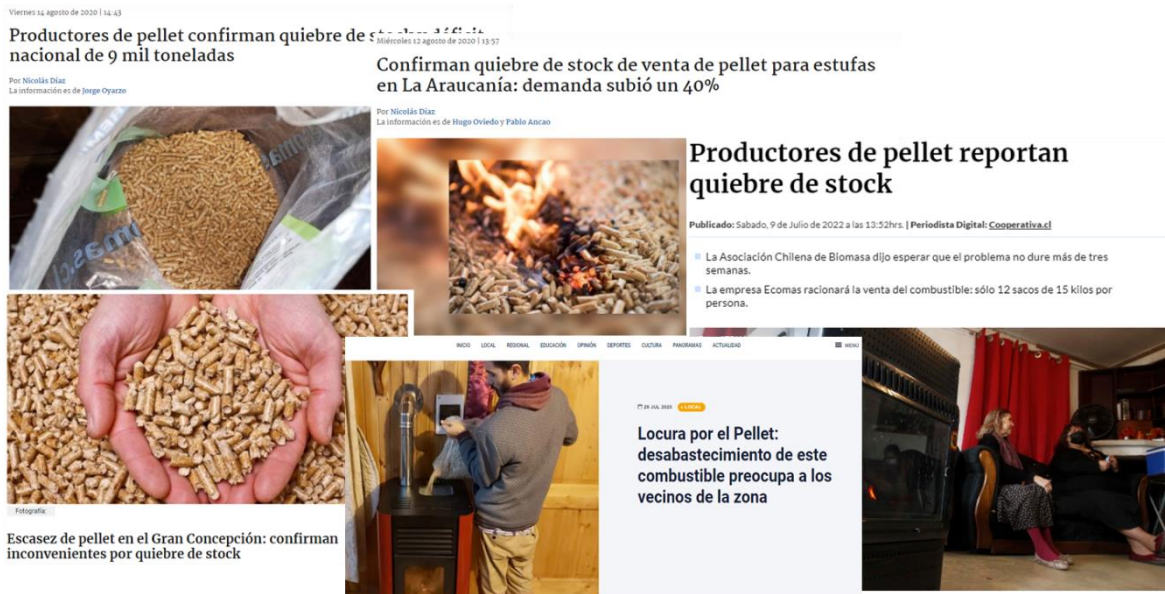 Viernes 14 agosto de 2020 | 14:43
Productores de pellet confirman quiebre de
nacional de 9 mil toneladas
Por Nicolás Díaz
La información es de Jorge Oyarzo
Miércoles 12 agosto de 2020 | 13:57
Confirman quiebre de stock de venta de pellet para estufas
en La Araucanía: demanda subió un 40%
Por Nicolás Díaz
La información es de Hugo Oviedo y Pablo Ancao
Productores de pellet reportan
quiebre de stock
Publicado: Sabado, 9 de Julio de 2022 a las 13:52hrs. | Periodista Digital: Cooperativa.cl
La Asociación Chilena de Biomasa dijo esperar que el problema no dure más de tres
semanas.
La empresa Ecomas racionará la venta del combustible: sólo 12 sacos de 15 kilos por
persona.
Fotografía:
Escasez de pellet en el Gran Concepción: confirman
inconvenientes por quiebre de stock
INICIO LOCAL REGIONAL EDUCACIÓN OPINIÓN DEPORTES CULTURA PANORAMAS ACTUALIDAD MENÚ
LOCAL
Locura por el Pellet:
desabastecimiento de este
combustible preocupa a los
vecinos de la zona